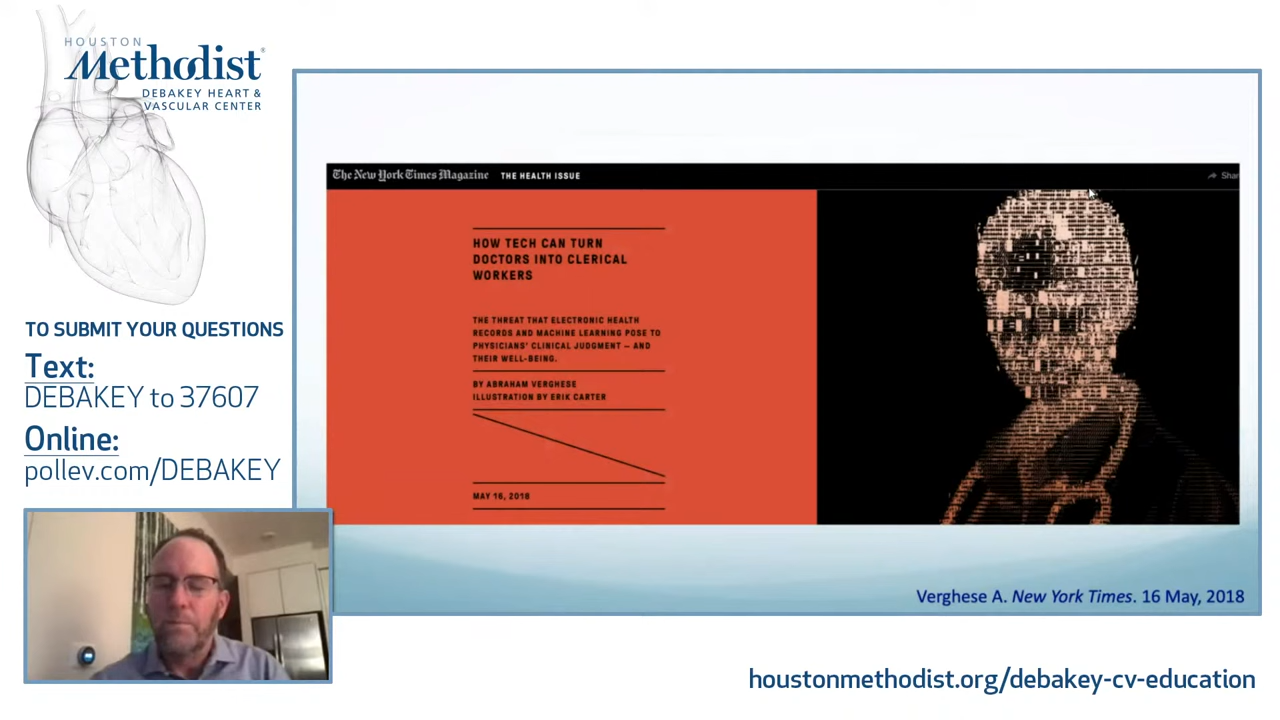 HOUSTON
Methodist®
DEBAKEY HEART &
VASCULAR CENTER
TO SUBMIT YOUR QUESTIONS
Text:
DEBAKEY to 37607
Online:
pollev.com/DEBAKEY
The New York Times Magazine THE HEALTH ISSUE
Shar
HOW TECH CAN TURN
DOCTORS INTO CLERICAL
WORKERS
THE THREAT THAT ELECTRONIC HEALTH
RECORDS AND MACHINE LEARNING POSE TO
PHYSICIANS' CLINICAL JUDGMENT — AND
THEIR WELL-BEING.
BY ABRAHAM VERGHESE
ILLUSTRATION BY ERIK CARTER
MAY 16, 2018
Verghese A. New York Times. 16 May, 2018
houstonmethodist.org/debakey-cv-education